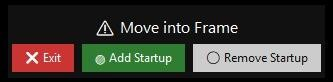 ⚠ Move into Frame
❌ Exit
Add Startup
Remove Startup